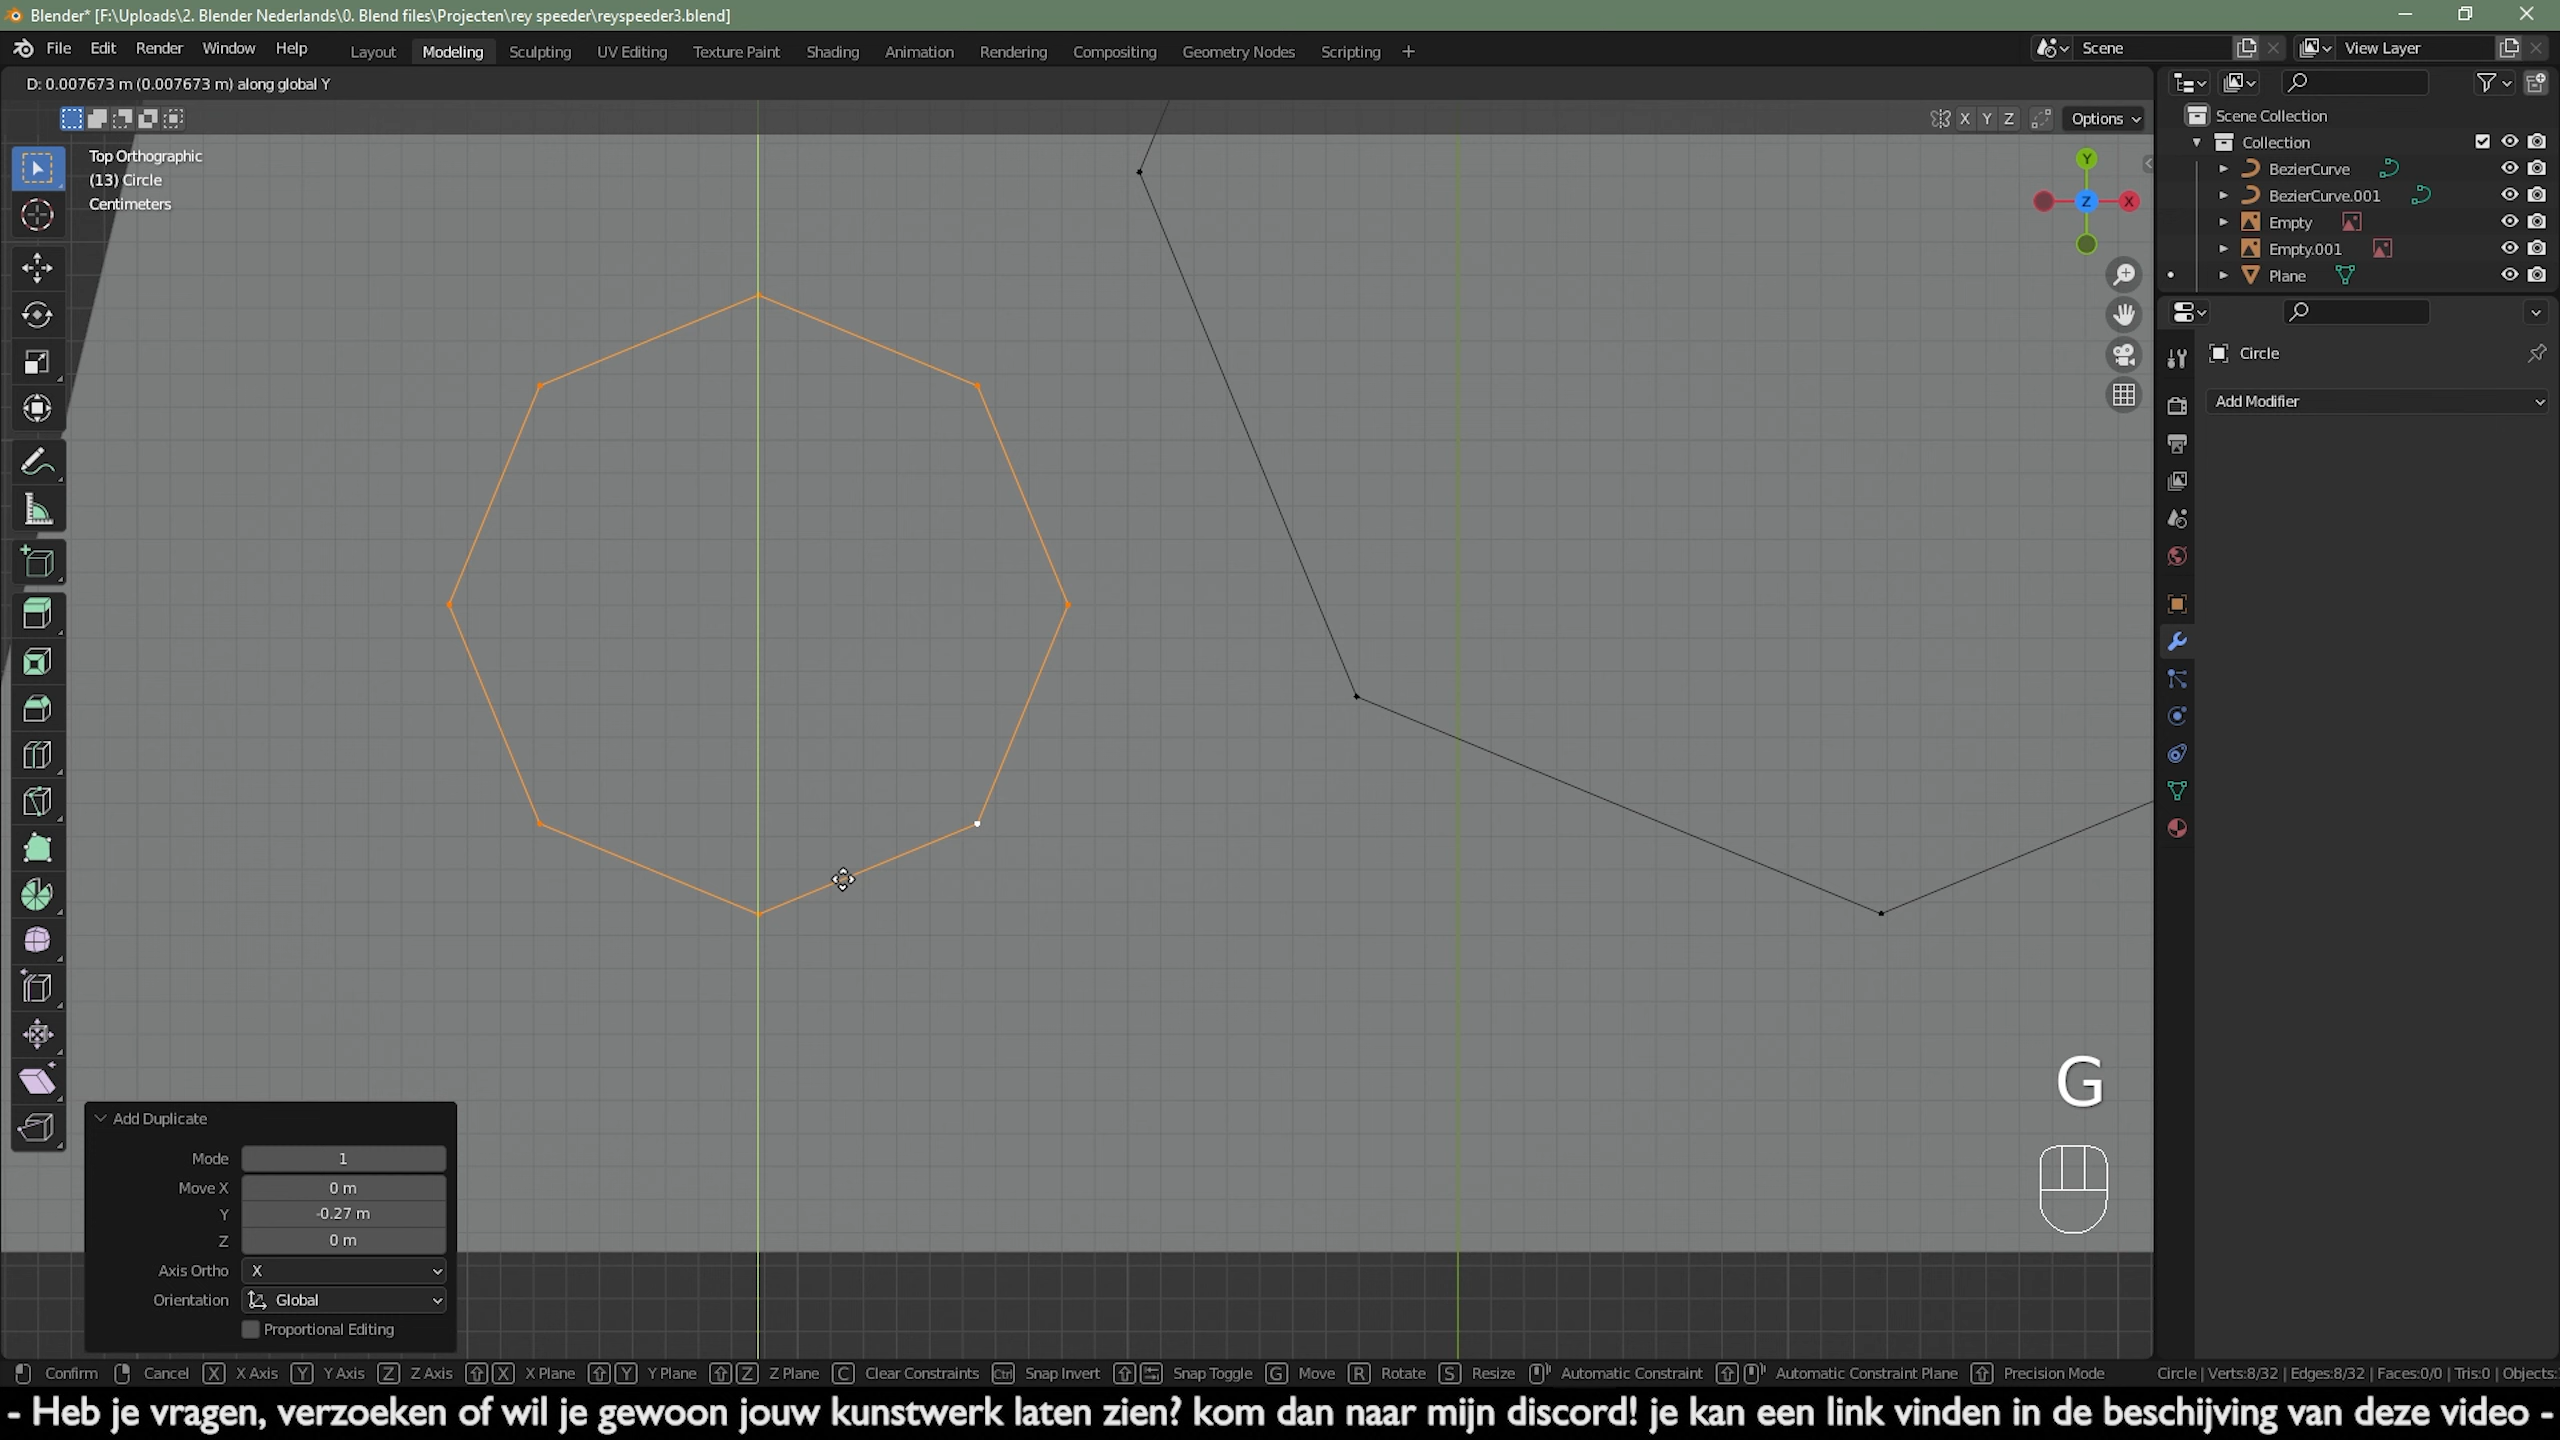 Blender* [F:\Uploads\2. Blender Nederlands\0. Blend files\Projecten\rey speeder\reyspeeder3.blend]
File Edit Render Window Help Layout Modeling Sculpting UV Editing Texture Paint Shading Animation Rendering Compositing Geometry Nodes Scripting + Scene View Layer
D: 0.007673 m (0.007673 m) along global Y
X Y Z Options
Top Orthographic
(13) Circle
Centimeters
Y
Z
X
Scene Collection
Collection
BezierCurve
BezierCurve.001
Empty
Empty.001
Plane
Circle
Add Modifier
G
Add Duplicate
Mode 1
Move X 0 m
Y -0.27 m
Z 0 m
Axis Ortho X
Orientation Global
Proportional Editing
Confirm Cancel X X Axis Y Y Axis Z Z Axis X X Plane Y Y Plane Z Z Plane C Clear Constraints Ctrl Snap Invert Snap Toggle G Move R Rotate S Resize Automatic Constraint Automatic Constraint Plane Precision Mode Circle | Verts:8/32 | Edges:8/32 | Faces:0/0 | Tris:0 | Objects:
- Heb je vragen, verzoeken of wil je gewoon jouw kunstwerk laten zien? kom dan naar mijn discord! je kan een link vinden in de beschijving van deze video -